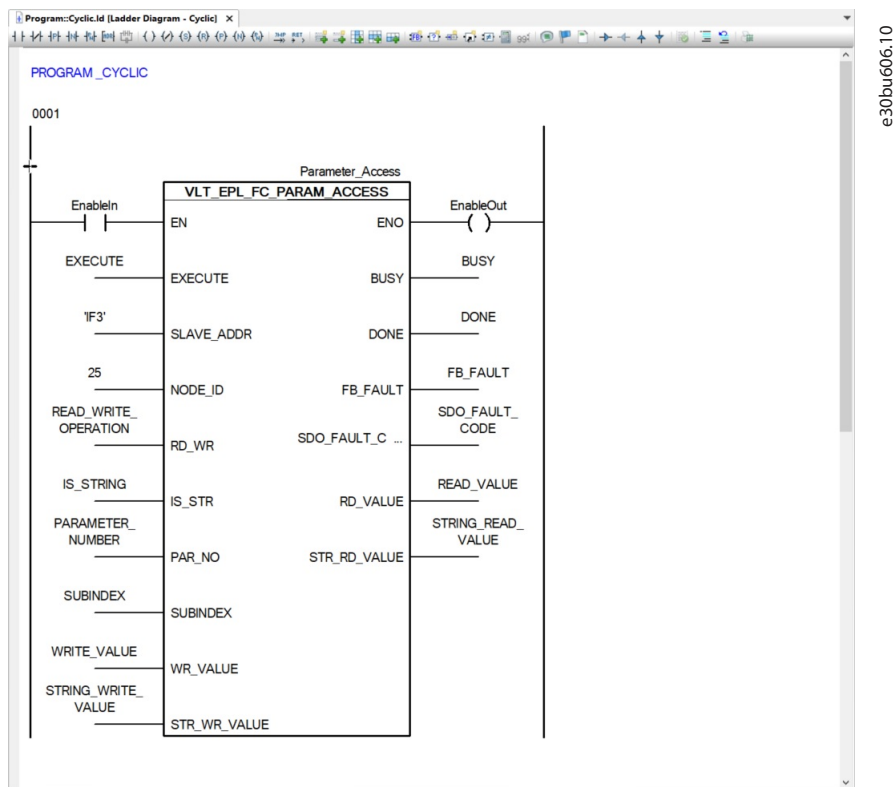 Program::Cyclic.ld [Ladder Diagram - Cyclic] ×
PROGRAM _CYCLIC
0001
Parameter_Access
VLT_EPL_FC_PARAM_ACCESS
EnableIn
EN
ENO
EnableOut
EXECUTE
EXECUTE
BUSY
BUSY
'IF3'
SLAVE_ADDR
DONE
DONE
25
NODE_ID
FB_FAULT
FB_FAULT
READ_WRITE_
OPERATION
RD_WR
SDO_FAULT_C ...
SDO_FAULT_
CODE
IS_STRING
IS_STR
RD_VALUE
READ_VALUE
PARAMETER_
NUMBER
PAR_NO
STR_RD_VALUE
STRING_READ_
VALUE
SUBINDEX
SUBINDEX
WRITE_VALUE
WR_VALUE
STRING_WRITE_
VALUE
STR_WR_VALUE
e30bu606.10